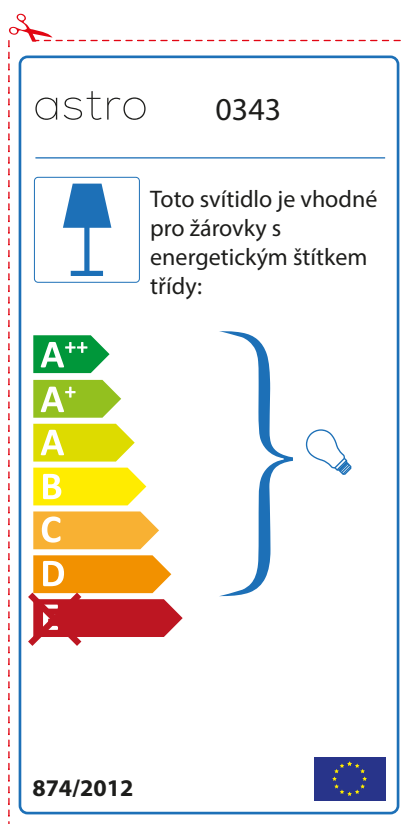 astro 0343
Toto svítidlo je vhodné
pro žárovky s
energetickým štítkem
třídy:
A++
A+
A
B
C
D
E
874/2012